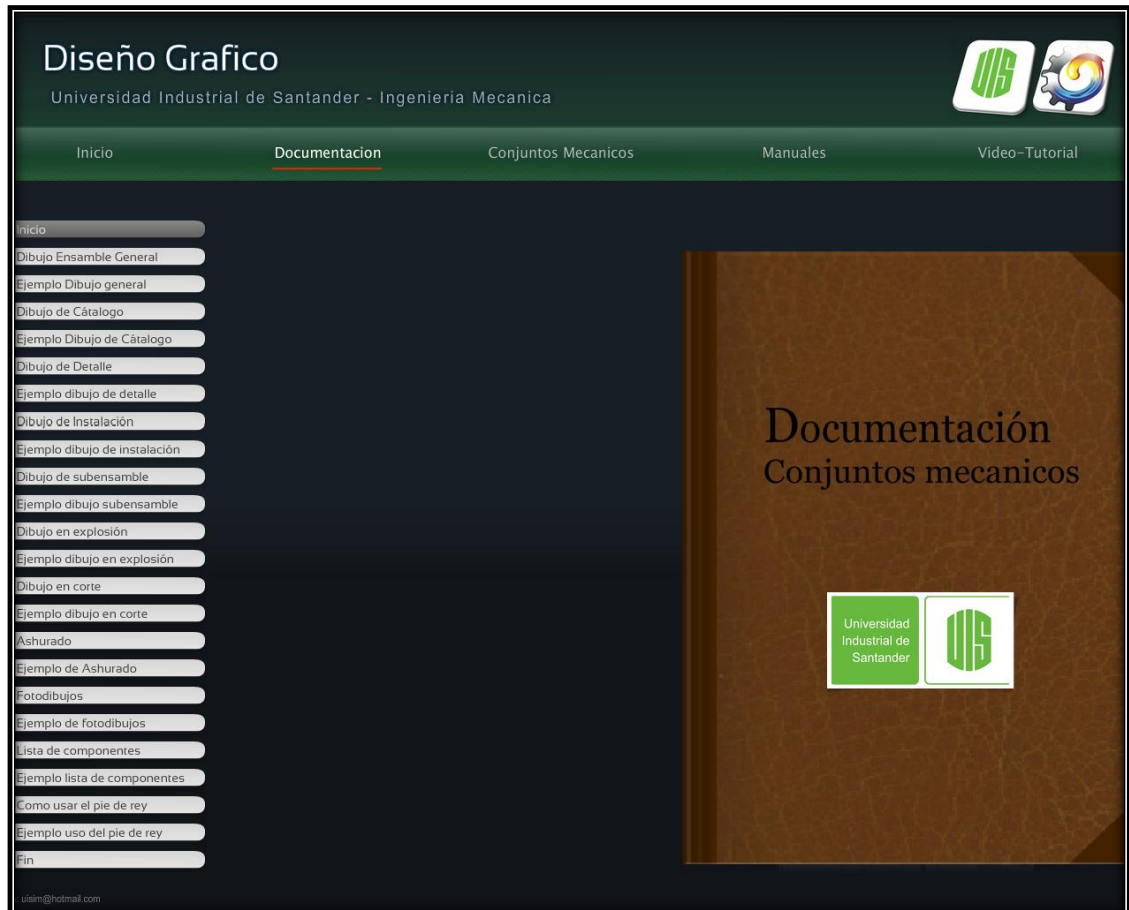 Diseño Grafico
Universidad Industrial de Santander - Ingenieria Mecanica
UIS
Inicio
Documentacion
Conjuntos Mecanicos
Manuales
Video-Tutorial
Inicio
Dibujo Ensamble General
Ejemplo Dibujo general
Dibujo de Cátalogo
Ejemplo Dibujo de Cátalogo
Dibujo de Detalle
Ejemplo dibujo de detalle
Dibujo de Instalación
Ejemplo dibujo de instalación
Dibujo de subensamble
Ejemplo dibujo subensamble
Dibujo en explosión
Ejemplo dibujo en explosión
Dibujo en corte
Ejemplo dibujo en corte
Ashurado
Ejemplo de Ashurado
Fotodibujos
Ejemplo de fotodibujos
Lista de componentes
Ejemplo lista de componentes
Como usar el pie de rey
Ejemplo uso del pie de rey
Fin
Documentación
Conjuntos mecanicos
Universidad
Industrial de
Santander
UIS
: uisim@hotmail.com